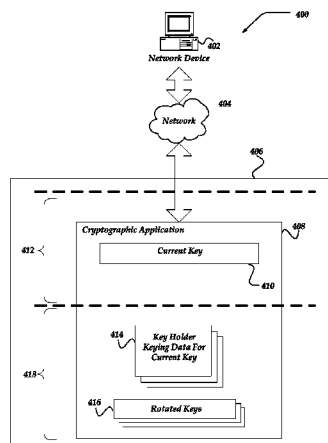 400
402
Network Device
404
Network
406
408
Cryptographic Application
412
Current Key
410
414
Key Holder
Keying Data For
Current Key
418
416
Rotated Keys